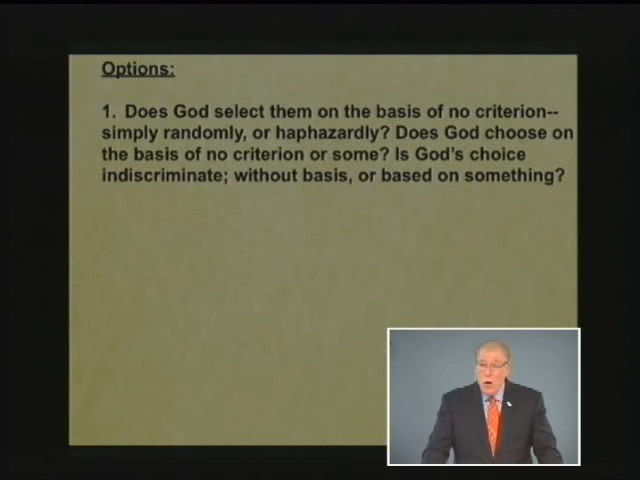 Options:
1. Does God select them on the basis of no criterion--
simply randomly, or haphazardly? Does God choose on
the basis of no criterion or some? Is God's choice
indiscriminate; without basis, or based on something?